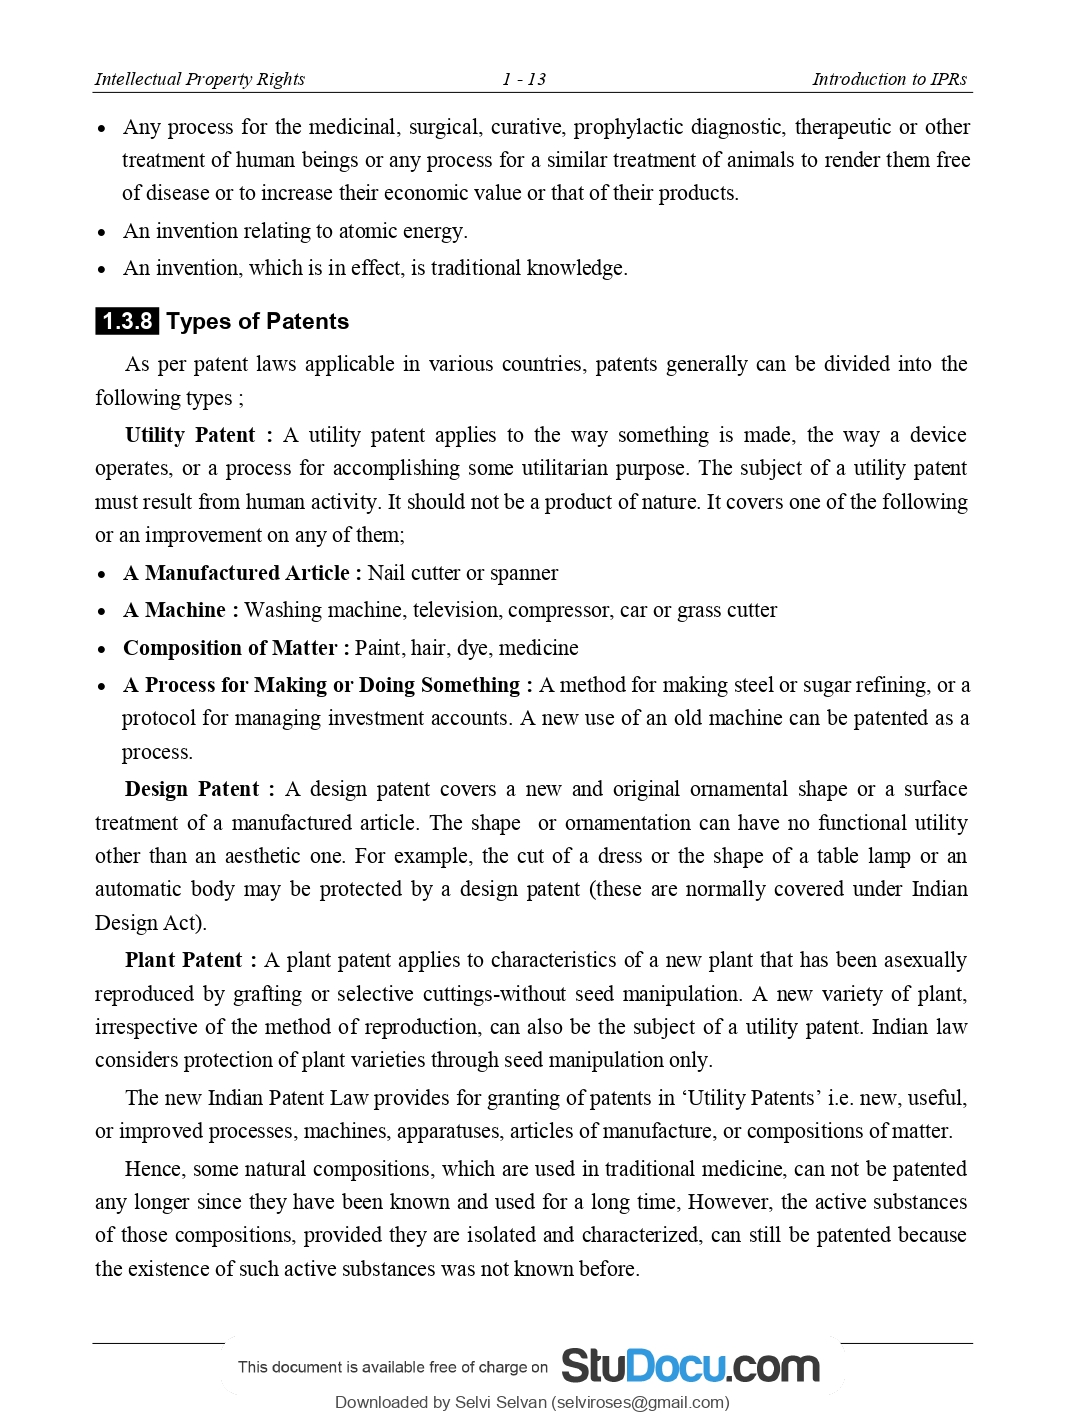 Intellectual Property Rights 1 - 13 Introduction to IPRs
• Any process for the medicinal, surgical, curative, prophylactic diagnostic, therapeutic or other
treatment of human beings or any process for a similar treatment of animals to render them free
of disease or to increase their economic value or that of their products.
• An invention relating to atomic energy.
• An invention, which is in effect, is traditional knowledge.
1.3.8 Types of Patents
As per patent laws applicable in various countries, patents generally can be divided into the
following types ;
Utility Patent : A utility patent applies to the way something is made, the way a device
operates, or a process for accomplishing some utilitarian purpose. The subject of a utility patent
must result from human activity. It should not be a product of nature. It covers one of the following
or an improvement on any of them;
• A Manufactured Article : Nail cutter or spanner
• A Machine : Washing machine, television, compressor, car or grass cutter
• Composition of Matter : Paint, hair, dye, medicine
• A Process for Making or Doing Something : A method for making steel or sugar refining, or a
protocol for managing investment accounts. A new use of an old machine can be patented as a
process.
Design Patent : A design patent covers a new and original ornamental shape or a surface
treatment of a manufactured article. The shape or ornamentation can have no functional utility
other than an aesthetic one. For example, the cut of a dress or the shape of a table lamp or an
automatic body may be protected by a design patent (these are normally covered under Indian
Design Act).
Plant Patent : A plant patent applies to characteristics of a new plant that has been asexually
reproduced by grafting or selective cuttings-without seed manipulation. A new variety of plant,
irrespective of the method of reproduction, can also be the subject of a utility patent. Indian law
considers protection of plant varieties through seed manipulation only.
The new Indian Patent Law provides for granting of patents in ‘Utility Patents’ i.e. new, useful,
or improved processes, machines, apparatuses, articles of manufacture, or compositions of matter.
Hence, some natural compositions, which are used in traditional medicine, can not be patented
any longer since they have been known and used for a long time, However, the active substances
of those compositions, provided they are isolated and characterized, can still be patented because
the existence of such active substances was not known before.
This document is available free of charge on StuDocu.com
Downloaded by Selvi Selvan (selviroses@gmail.com)